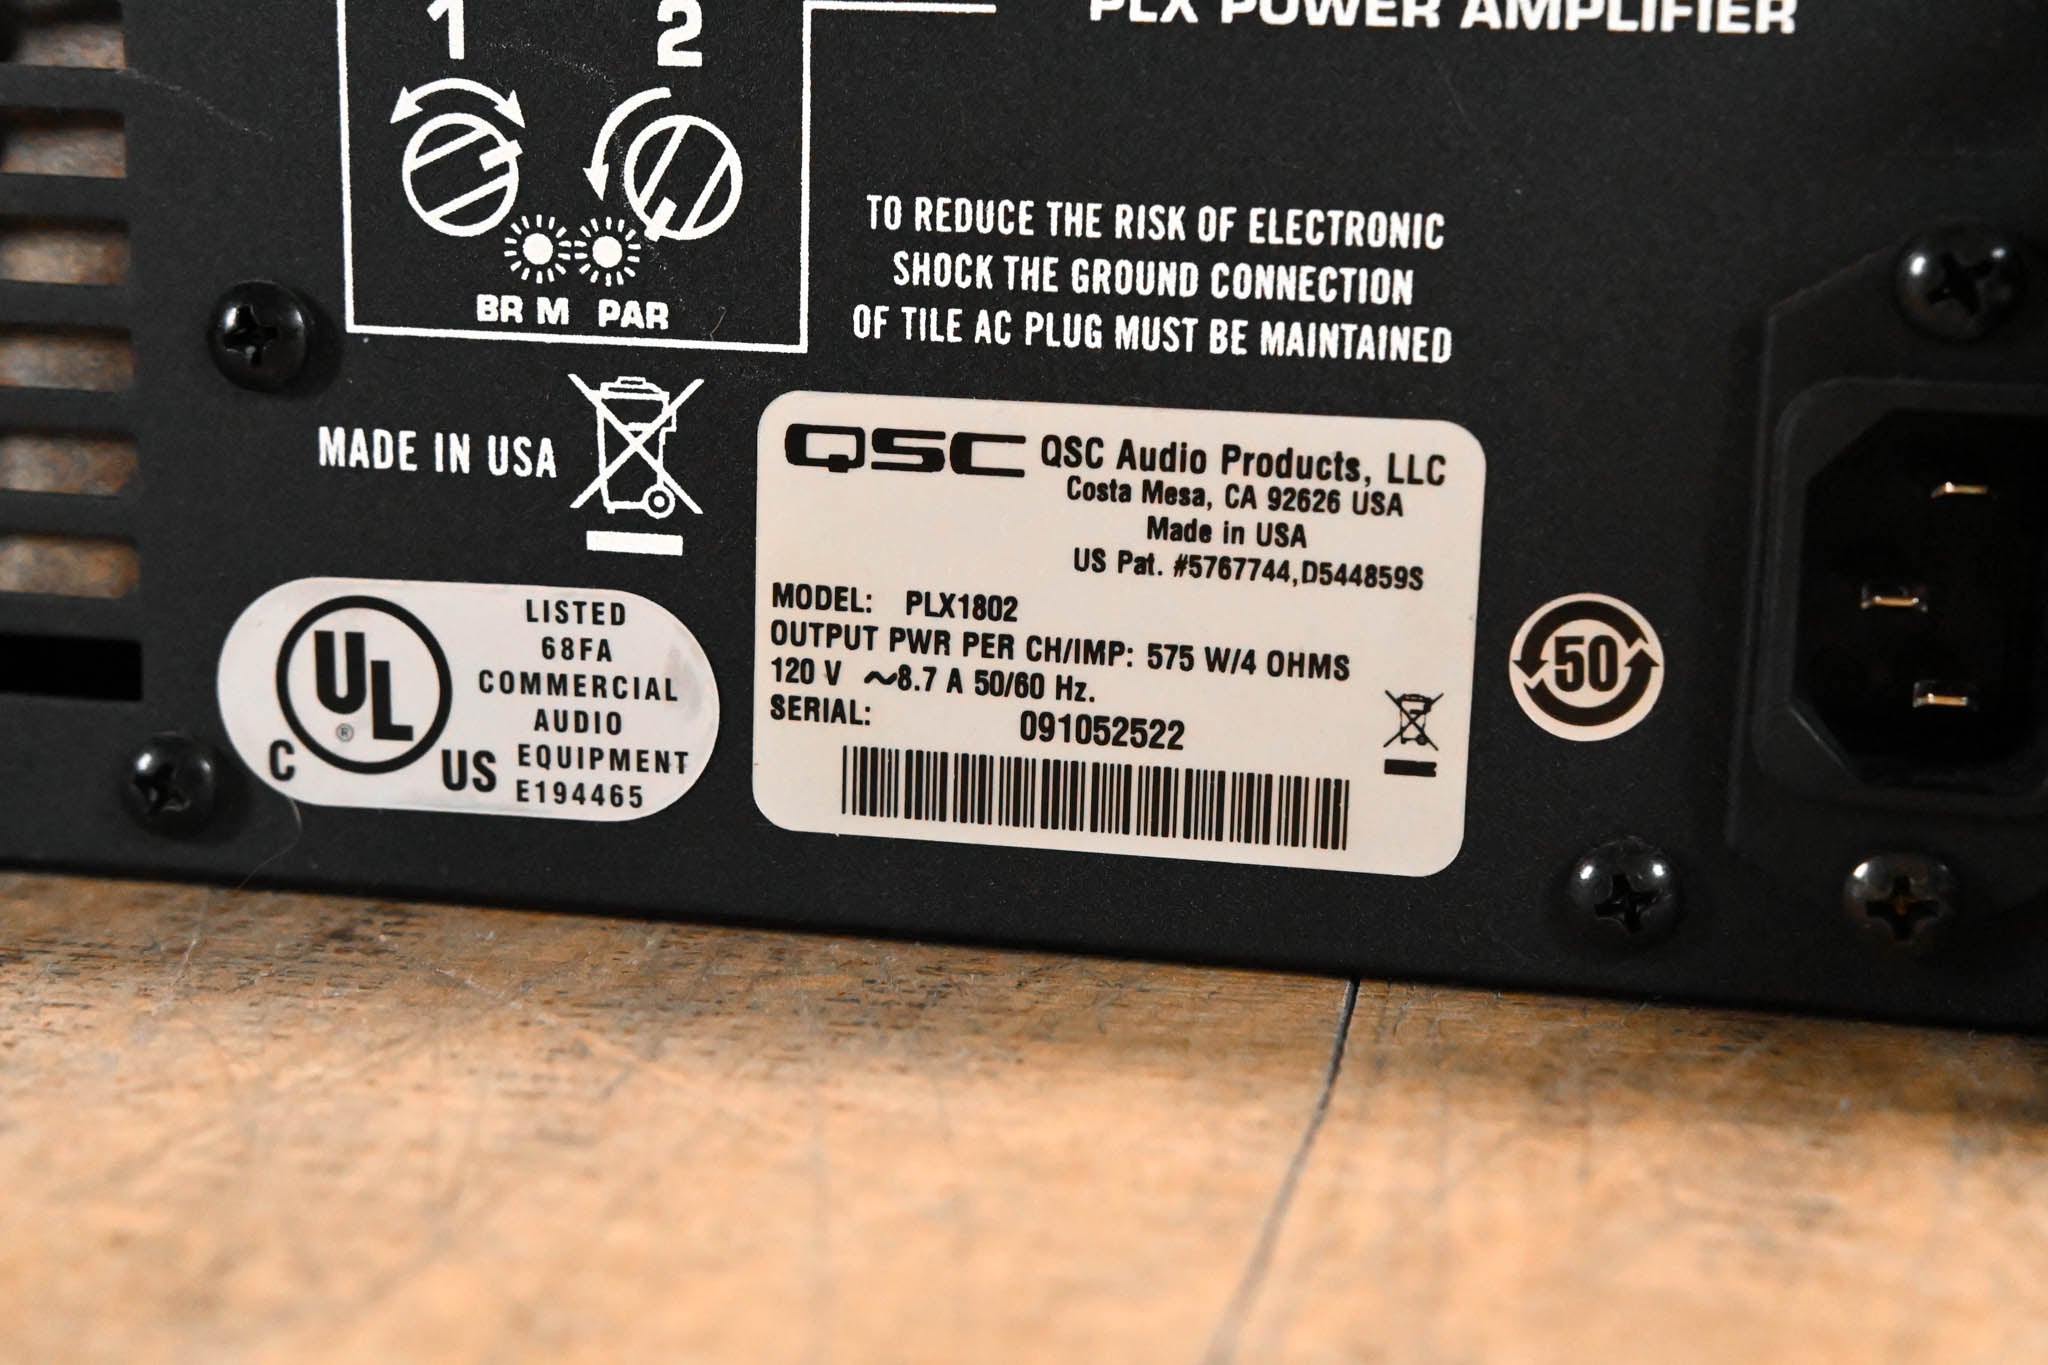 PLX POWER AMPLIFIER
1 2
BR M PAR
TO REDUCE THE RISK OF ELECTRONIC
SHOCK THE GROUND CONNECTION
OF TILE AC PLUG MUST BE MAINTAINED
MADE IN USA
QSC QSC Audio Products, LLC
Costa Mesa, CA 92626 USA
Made in USA
US Pat. #5767744,D544859S
MODEL: PLX1802
OUTPUT PWR PER CH/IMP: 575 W/4 OHMS
120 V ~8.7 A 50/60 Hz.
SERIAL: 091052522
C UL ® US
LISTED
68FA
COMMERCIAL
AUDIO
EQUIPMENT
E194465
50